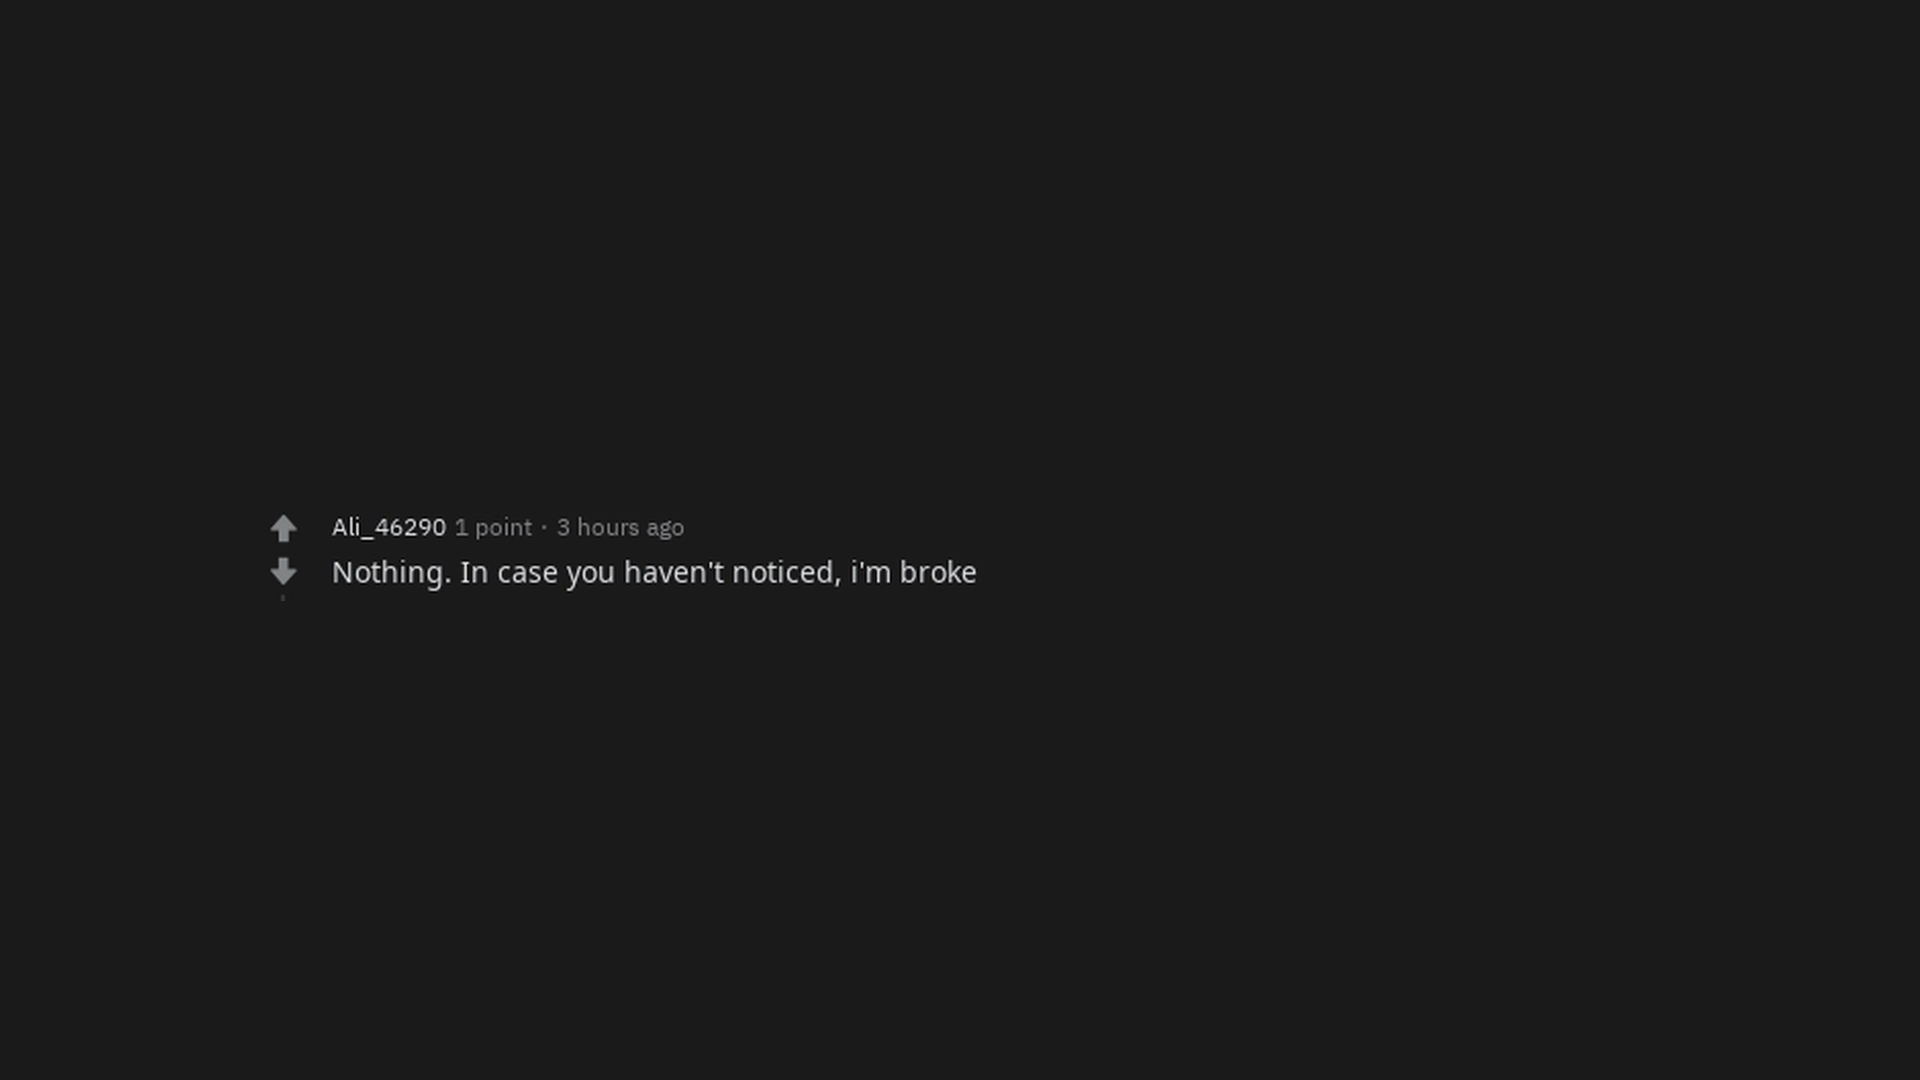 Ali_46290 1 point · 3 hours ago
Nothing. In case you haven't noticed, i'm broke